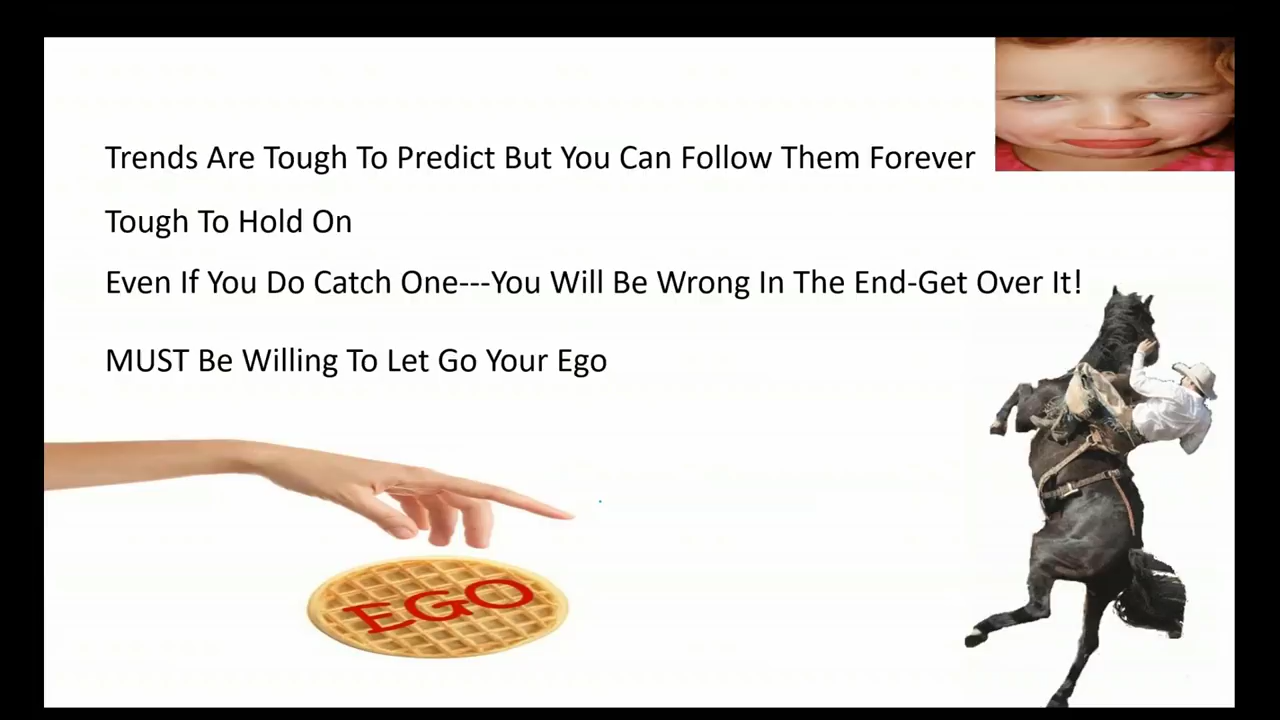 Trends Are Tough To Predict But You Can Follow Them Forever
Tough To Hold On
Even If You Do Catch One---You Will Be Wrong In The End-Get Over It!
MUST Be Willing To Let Go Your Ego
EGO